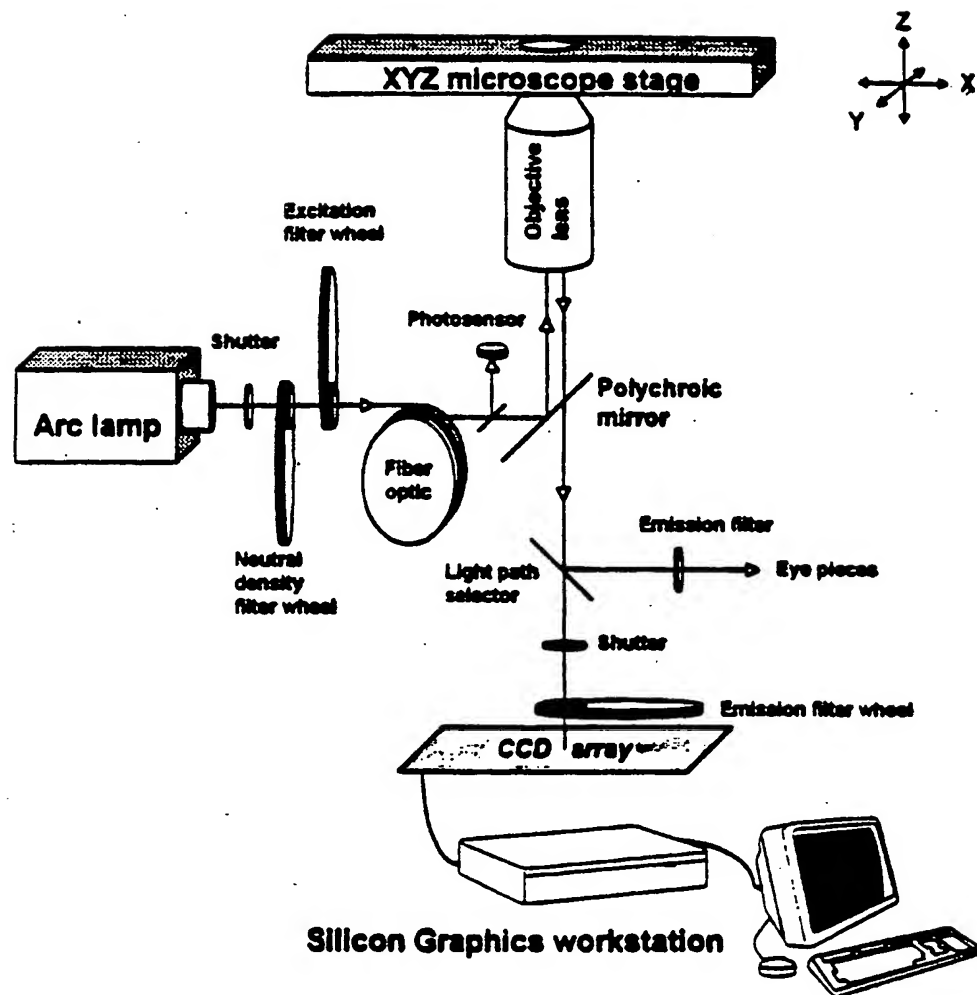 Z
X
Y
XYZ microscope stage
Objective
lens
Excitation
filter wheel
Photosensor
Shutter
Polychroic
mirror
Arc lamp
Fiber
optic
Emission filter
Neutral
density
filter wheel
Light path
selector
Eye pieces
Shutter
Emission filter wheel
CCD array
Silicon Graphics workstation